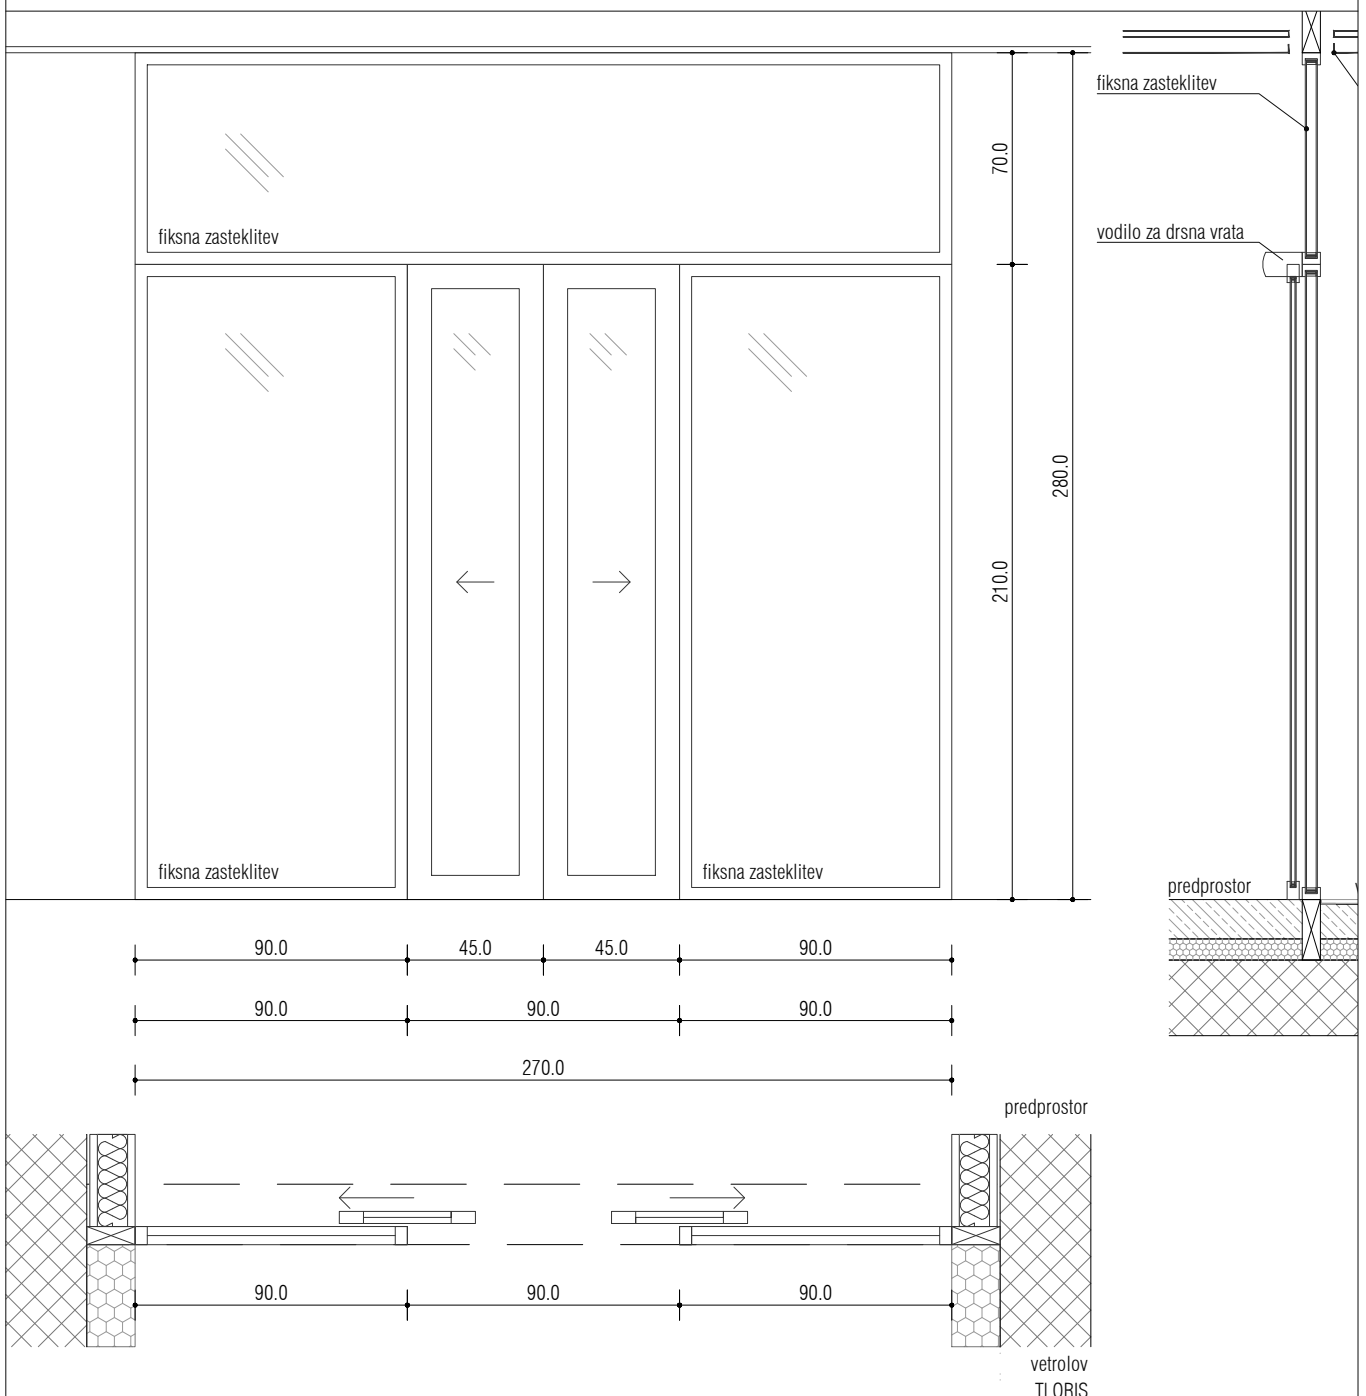 fiksna zasteklitev
70.0
vodilo za drsna vrata
fiksna zasteklitev
280.0
210.0
fiksna zasteklitev
fiksna zasteklitev
predprostor
90.0
45.0
45.0
90.0
90.0
90.0
90.0
270.0
predprostor
90.0
90.0
90.0
vetrolov
TLORIS